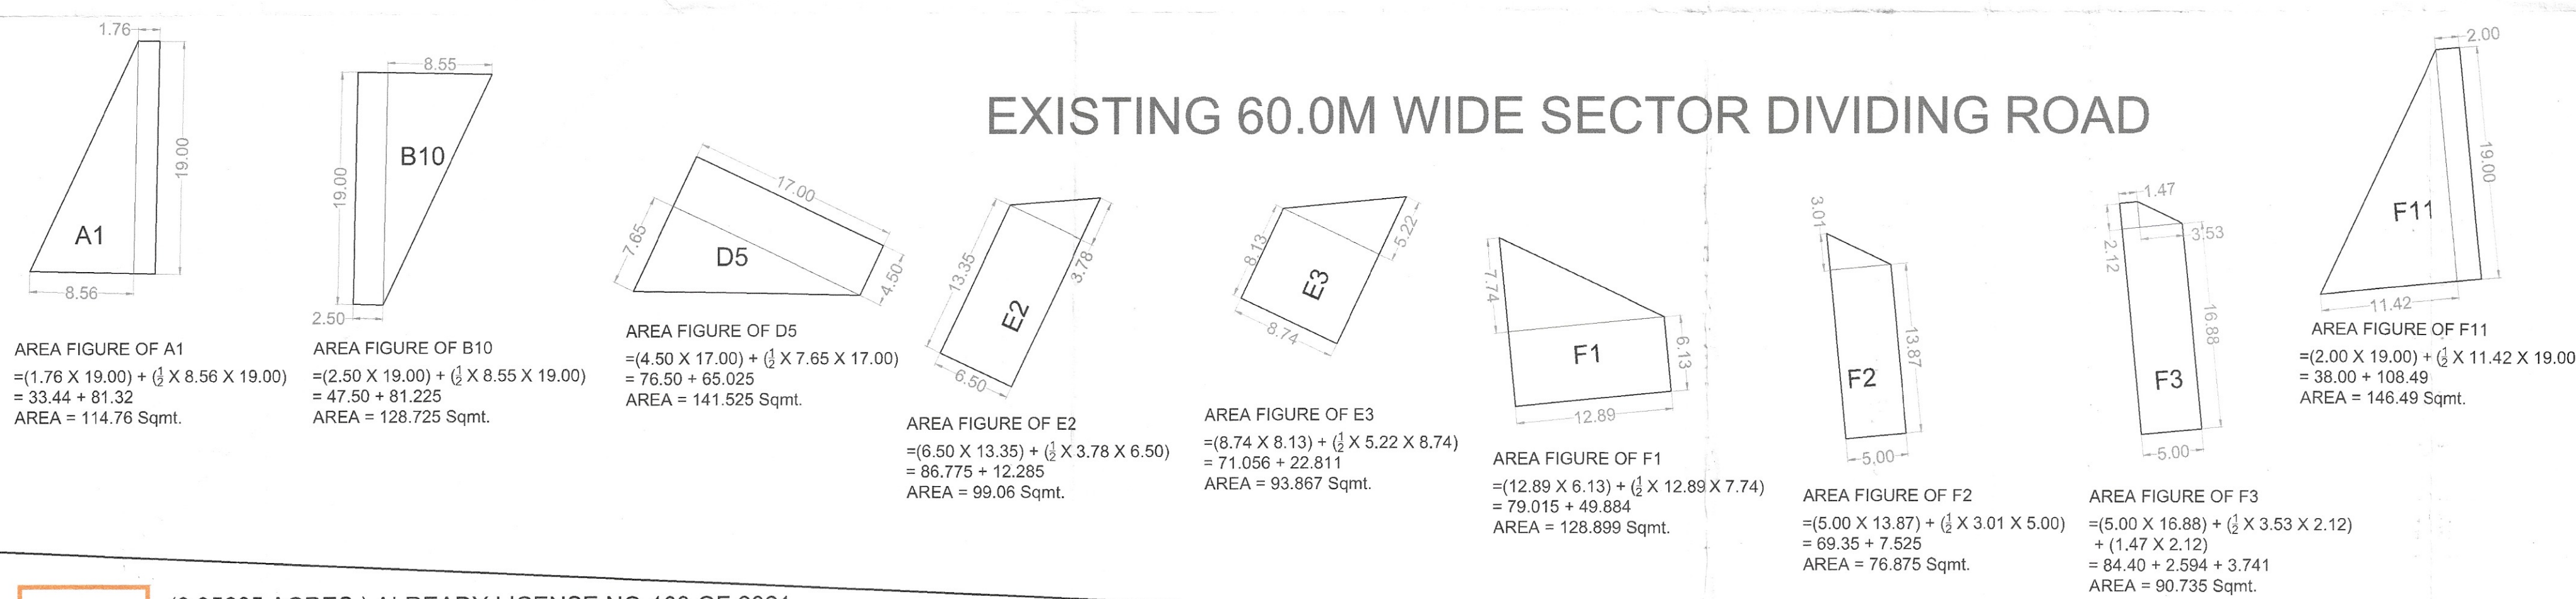 EXISTING 60.0M WIDE SECTOR DIVIDING ROAD
1.76
19.00
A1
8.56
AREA FIGURE OF A1
=(1.76 X 19.00) + (½ X 8.56 X 19.00)
= 33.44 + 81.32
AREA = 114.76 Sqmt.
8.55
19.00
B10
2.50
AREA FIGURE OF B10
=(2.50 X 19.00) + (½ X 8.55 X 19.00)
= 47.50 + 81.225
AREA = 128.725 Sqmt.
17.00
7.65
D5
4.50
AREA FIGURE OF D5
=(4.50 X 17.00) + (½ X 7.65 X 17.00)
= 76.50 + 65.025
AREA = 141.525 Sqmt.
13.35
3.78
E2
6.50
AREA FIGURE OF E2
=(6.50 X 13.35) + (½ X 3.78 X 6.50)
= 86.775 + 12.285
AREA = 99.06 Sqmt.
8.13
5.22
E3
8.74
AREA FIGURE OF E3
=(8.74 X 8.13) + (½ X 5.22 X 8.74)
= 71.056 + 22.811
AREA = 93.867 Sqmt.
7.74
F1
6.13
12.89
AREA FIGURE OF F1
=(12.89 X 6.13) + (½ X 12.89 X 7.74)
= 79.015 + 49.884
AREA = 128.899 Sqmt.
3.01
13.87
F2
5.00
AREA FIGURE OF F2
=(5.00 X 13.87) + (½ X 3.01 X 5.00)
= 69.35 + 7.525
AREA = 76.875 Sqmt.
1.47
3.53
2.12
16.88
F3
5.00
AREA FIGURE OF F3
=(5.00 X 16.88) + (½ X 3.53 X 2.12)
+ (1.47 X 2.12)
= 84.40 + 2.594 + 3.741
AREA = 90.735 Sqmt.
2.00
19.00
F11
11.42
AREA FIGURE OF F11
=(2.00 X 19.00) + (½ X 11.42 X 19.00
= 38.00 + 108.49
AREA = 146.49 Sqmt.
ACRES ) ALREADY LICENSE NO